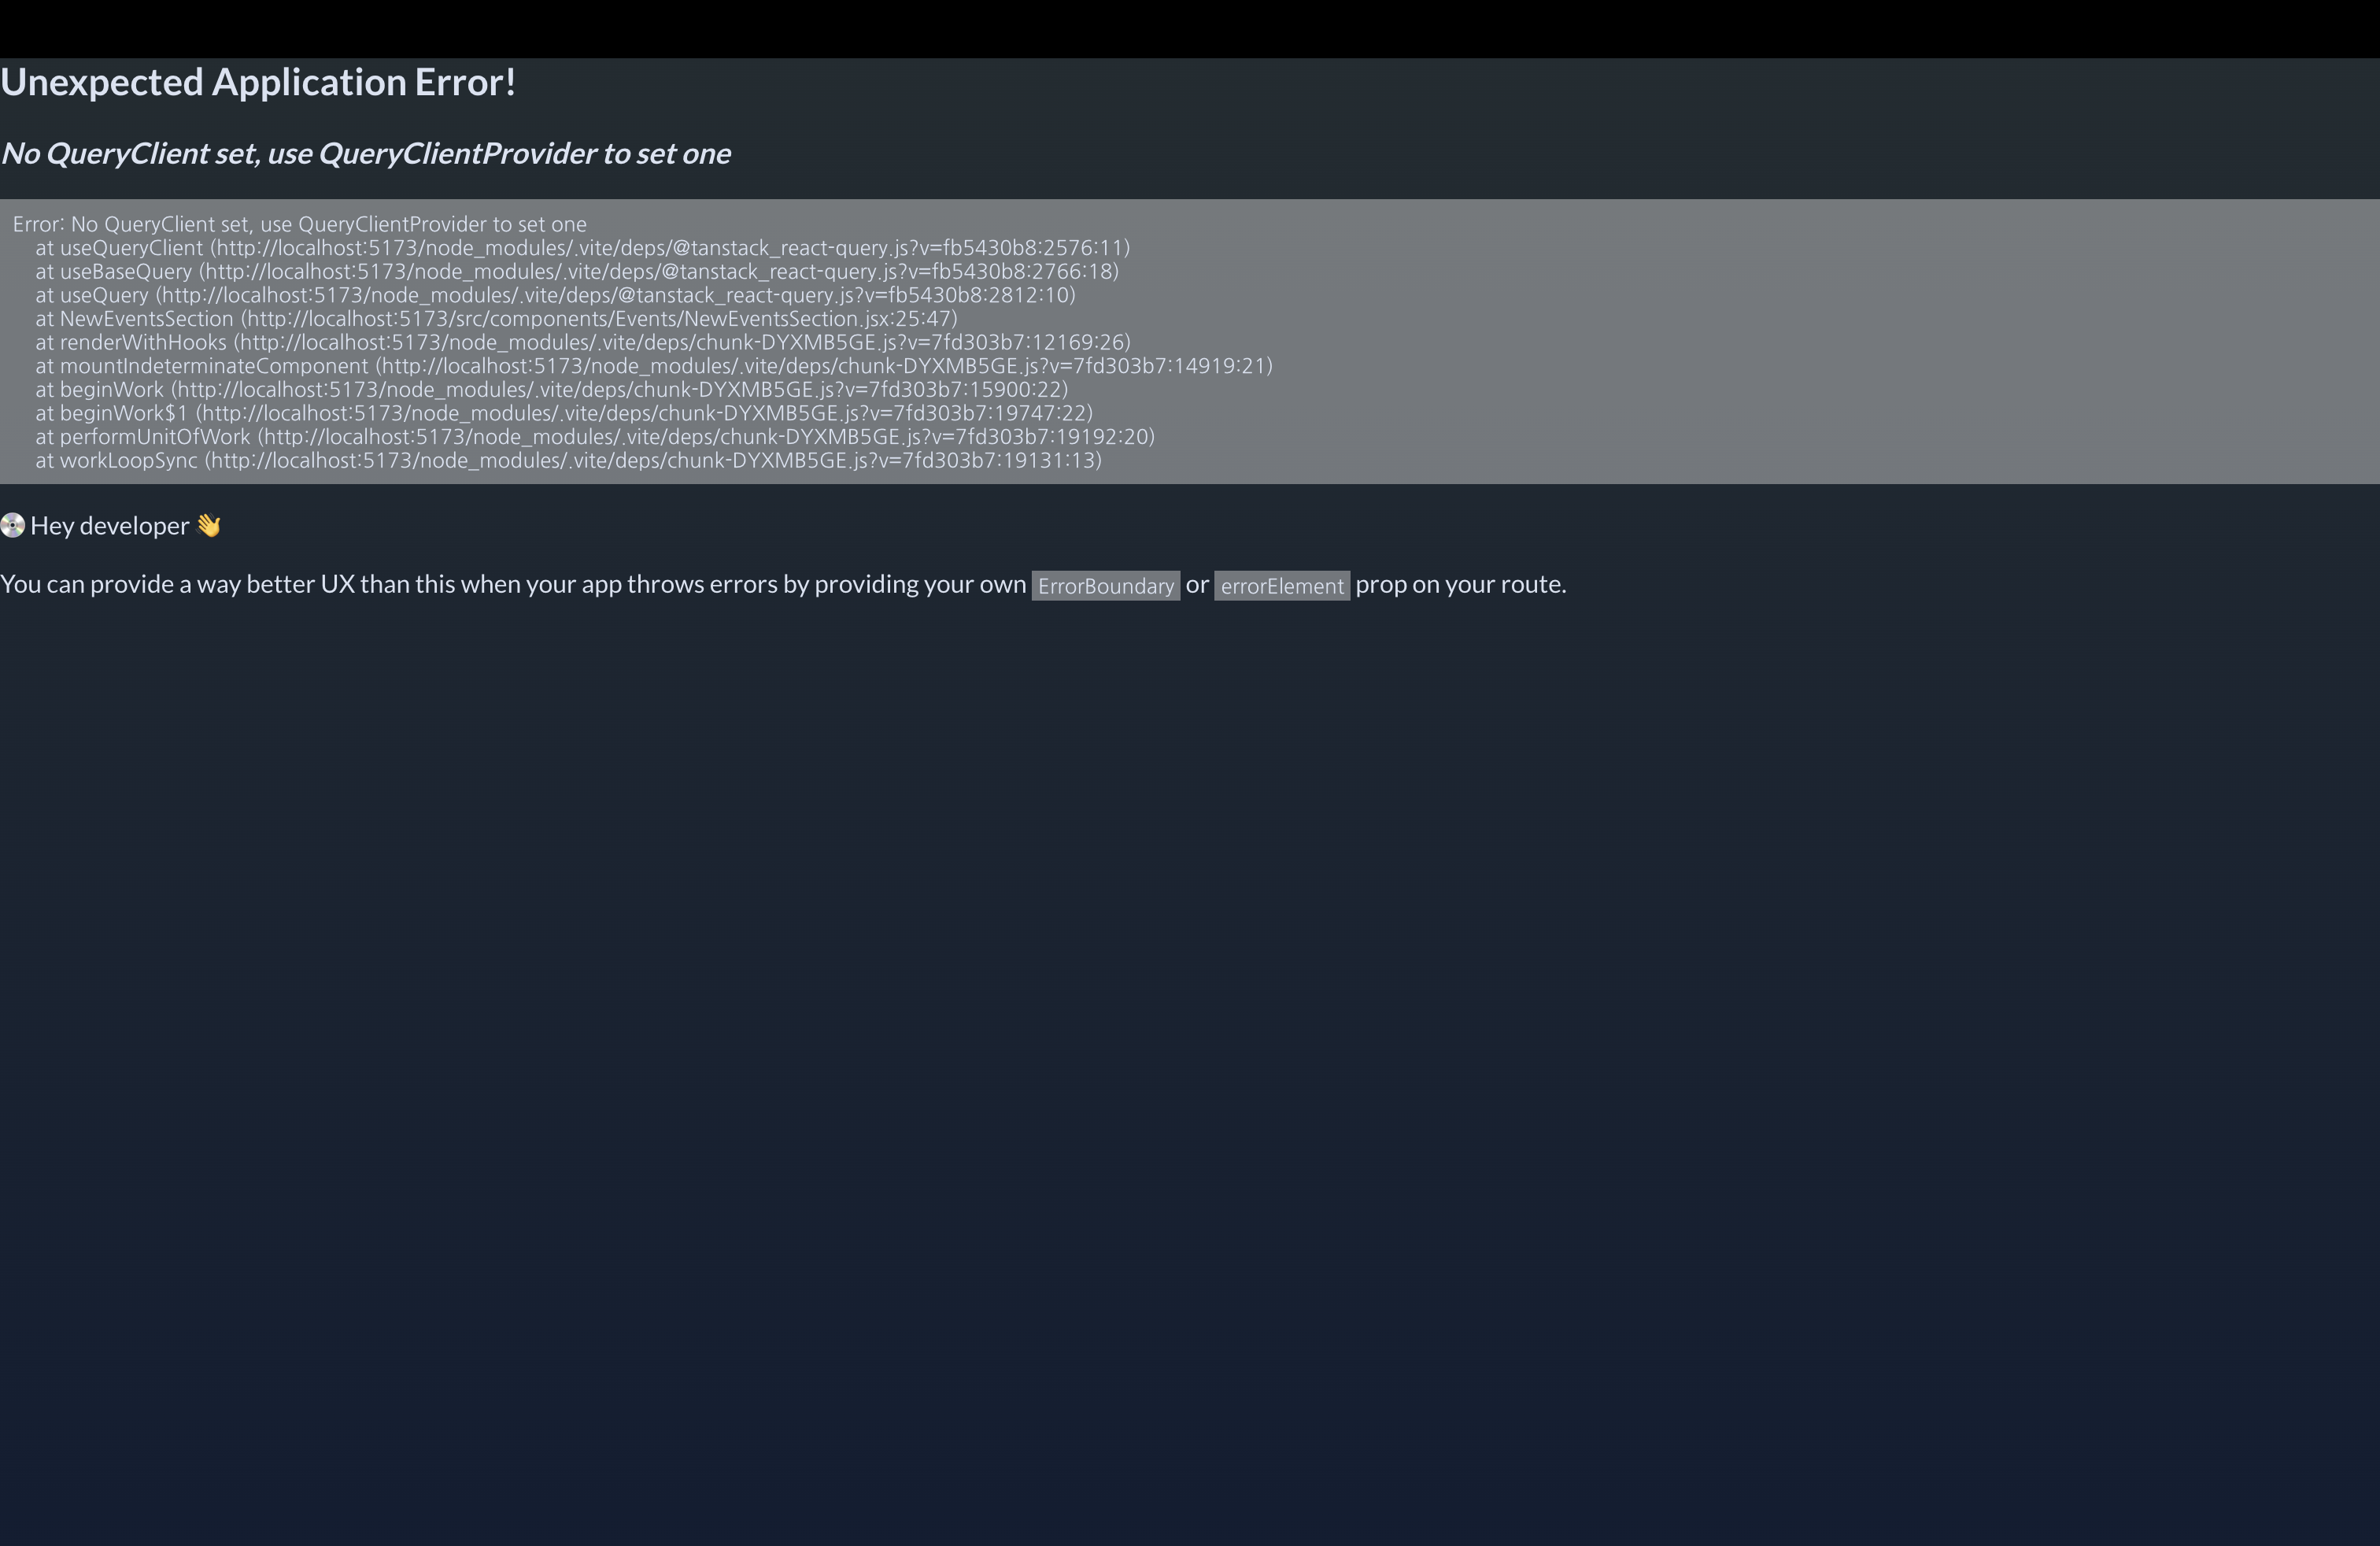 Unexpected Application Error!
No QueryClient set, use QueryClientProvider to set one
Error: No QueryClient set, use QueryClientProvider to set one
at useQueryClient (http://localhost:5173/node_modules/.vite/deps/@tanstack_react-query.js?v=fb5430b8:2576:11)
at useBaseQuery (http://localhost:5173/node_modules/.vite/deps/@tanstack_react-query.js?v=fb5430b8:2766:18)
at useQuery (http://localhost:5173/node_modules/.vite/deps/@tanstack_react-query.js?v=fb5430b8:2812:10)
at NewEventsSection (http://localhost:5173/src/components/Events/NewEventsSection.jsx:25:47)
at renderWithHooks (http://localhost:5173/node_modules/.vite/deps/chunk-DYXMB5GE.js?v=7fd303b7:12169:26)
at mountIndeterminateComponent (http://localhost:5173/node_modules/.vite/deps/chunk-DYXMB5GE.js?v=7fd303b7:14919:21)
at beginWork (http://localhost:5173/node_modules/.vite/deps/chunk-DYXMB5GE.js?v=7fd303b7:15900:22)
at beginWork$1 (http://localhost:5173/node_modules/.vite/deps/chunk-DYXMB5GE.js?v=7fd303b7:19747:22)
at performUnitOfWork (http://localhost:5173/node_modules/.vite/deps/chunk-DYXMB5GE.js?v=7fd303b7:19192:20)
at workLoopSync (http://localhost:5173/node_modules/.vite/deps/chunk-DYXMB5GE.js?v=7fd303b7:19131:13)
💿 Hey developer 👋
You can provide a way better UX than this when your app throws errors by providing your own ErrorBoundary or errorElement prop on your route.